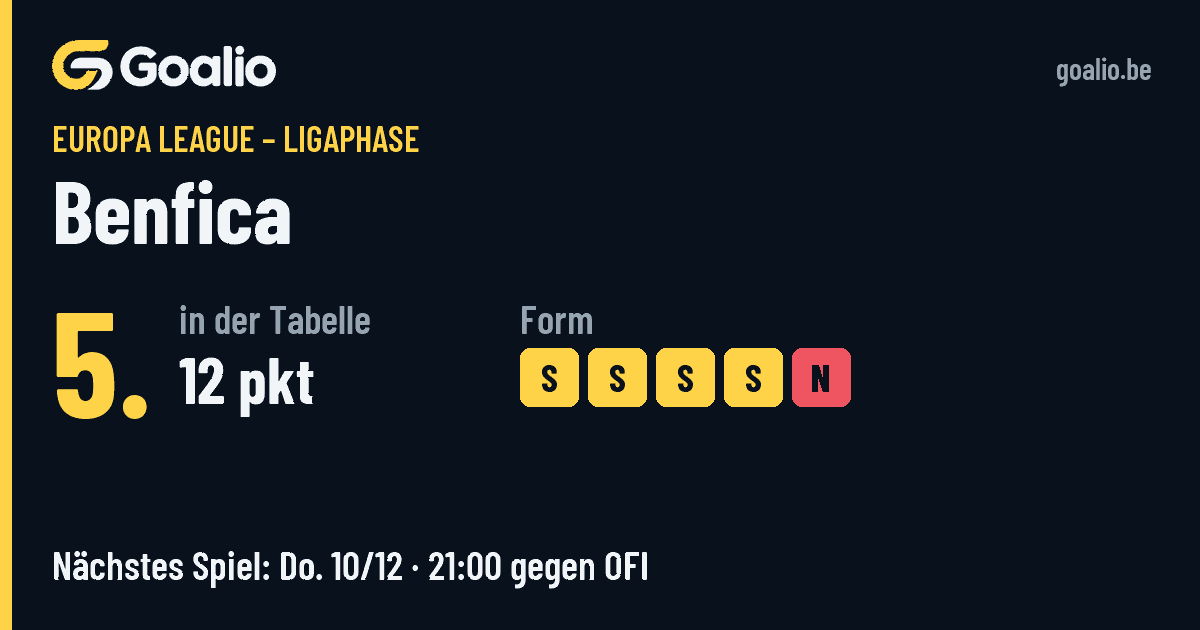 Goalio
goalio.be
EUROPA LEAGUE – LIGAPHASE
Benfica
5.
in der Tabelle
12 pkt
Form
S S S S N
Nächstes Spiel: Do. 10/12 · 21:00 gegen OFI